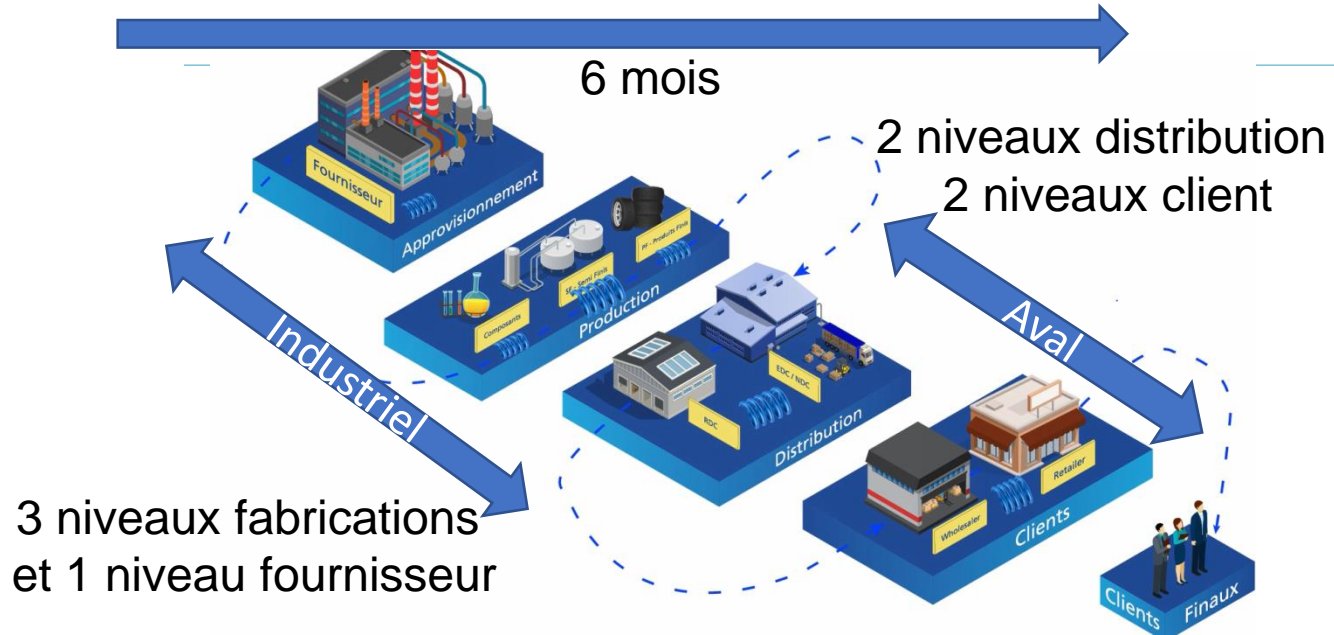 6 mois
2 niveaux distribution
2 niveaux client
Fournisseur
Approvisionnement
PF - Produits Finis
SF - Semi Finis
Composants
Production
Industriel
Aval
EDC / NDC
RDC
Distribution
Retailer
Wholesaler
Clients
3 niveaux fabrications
et 1 niveau fournisseur
Clients Finaux